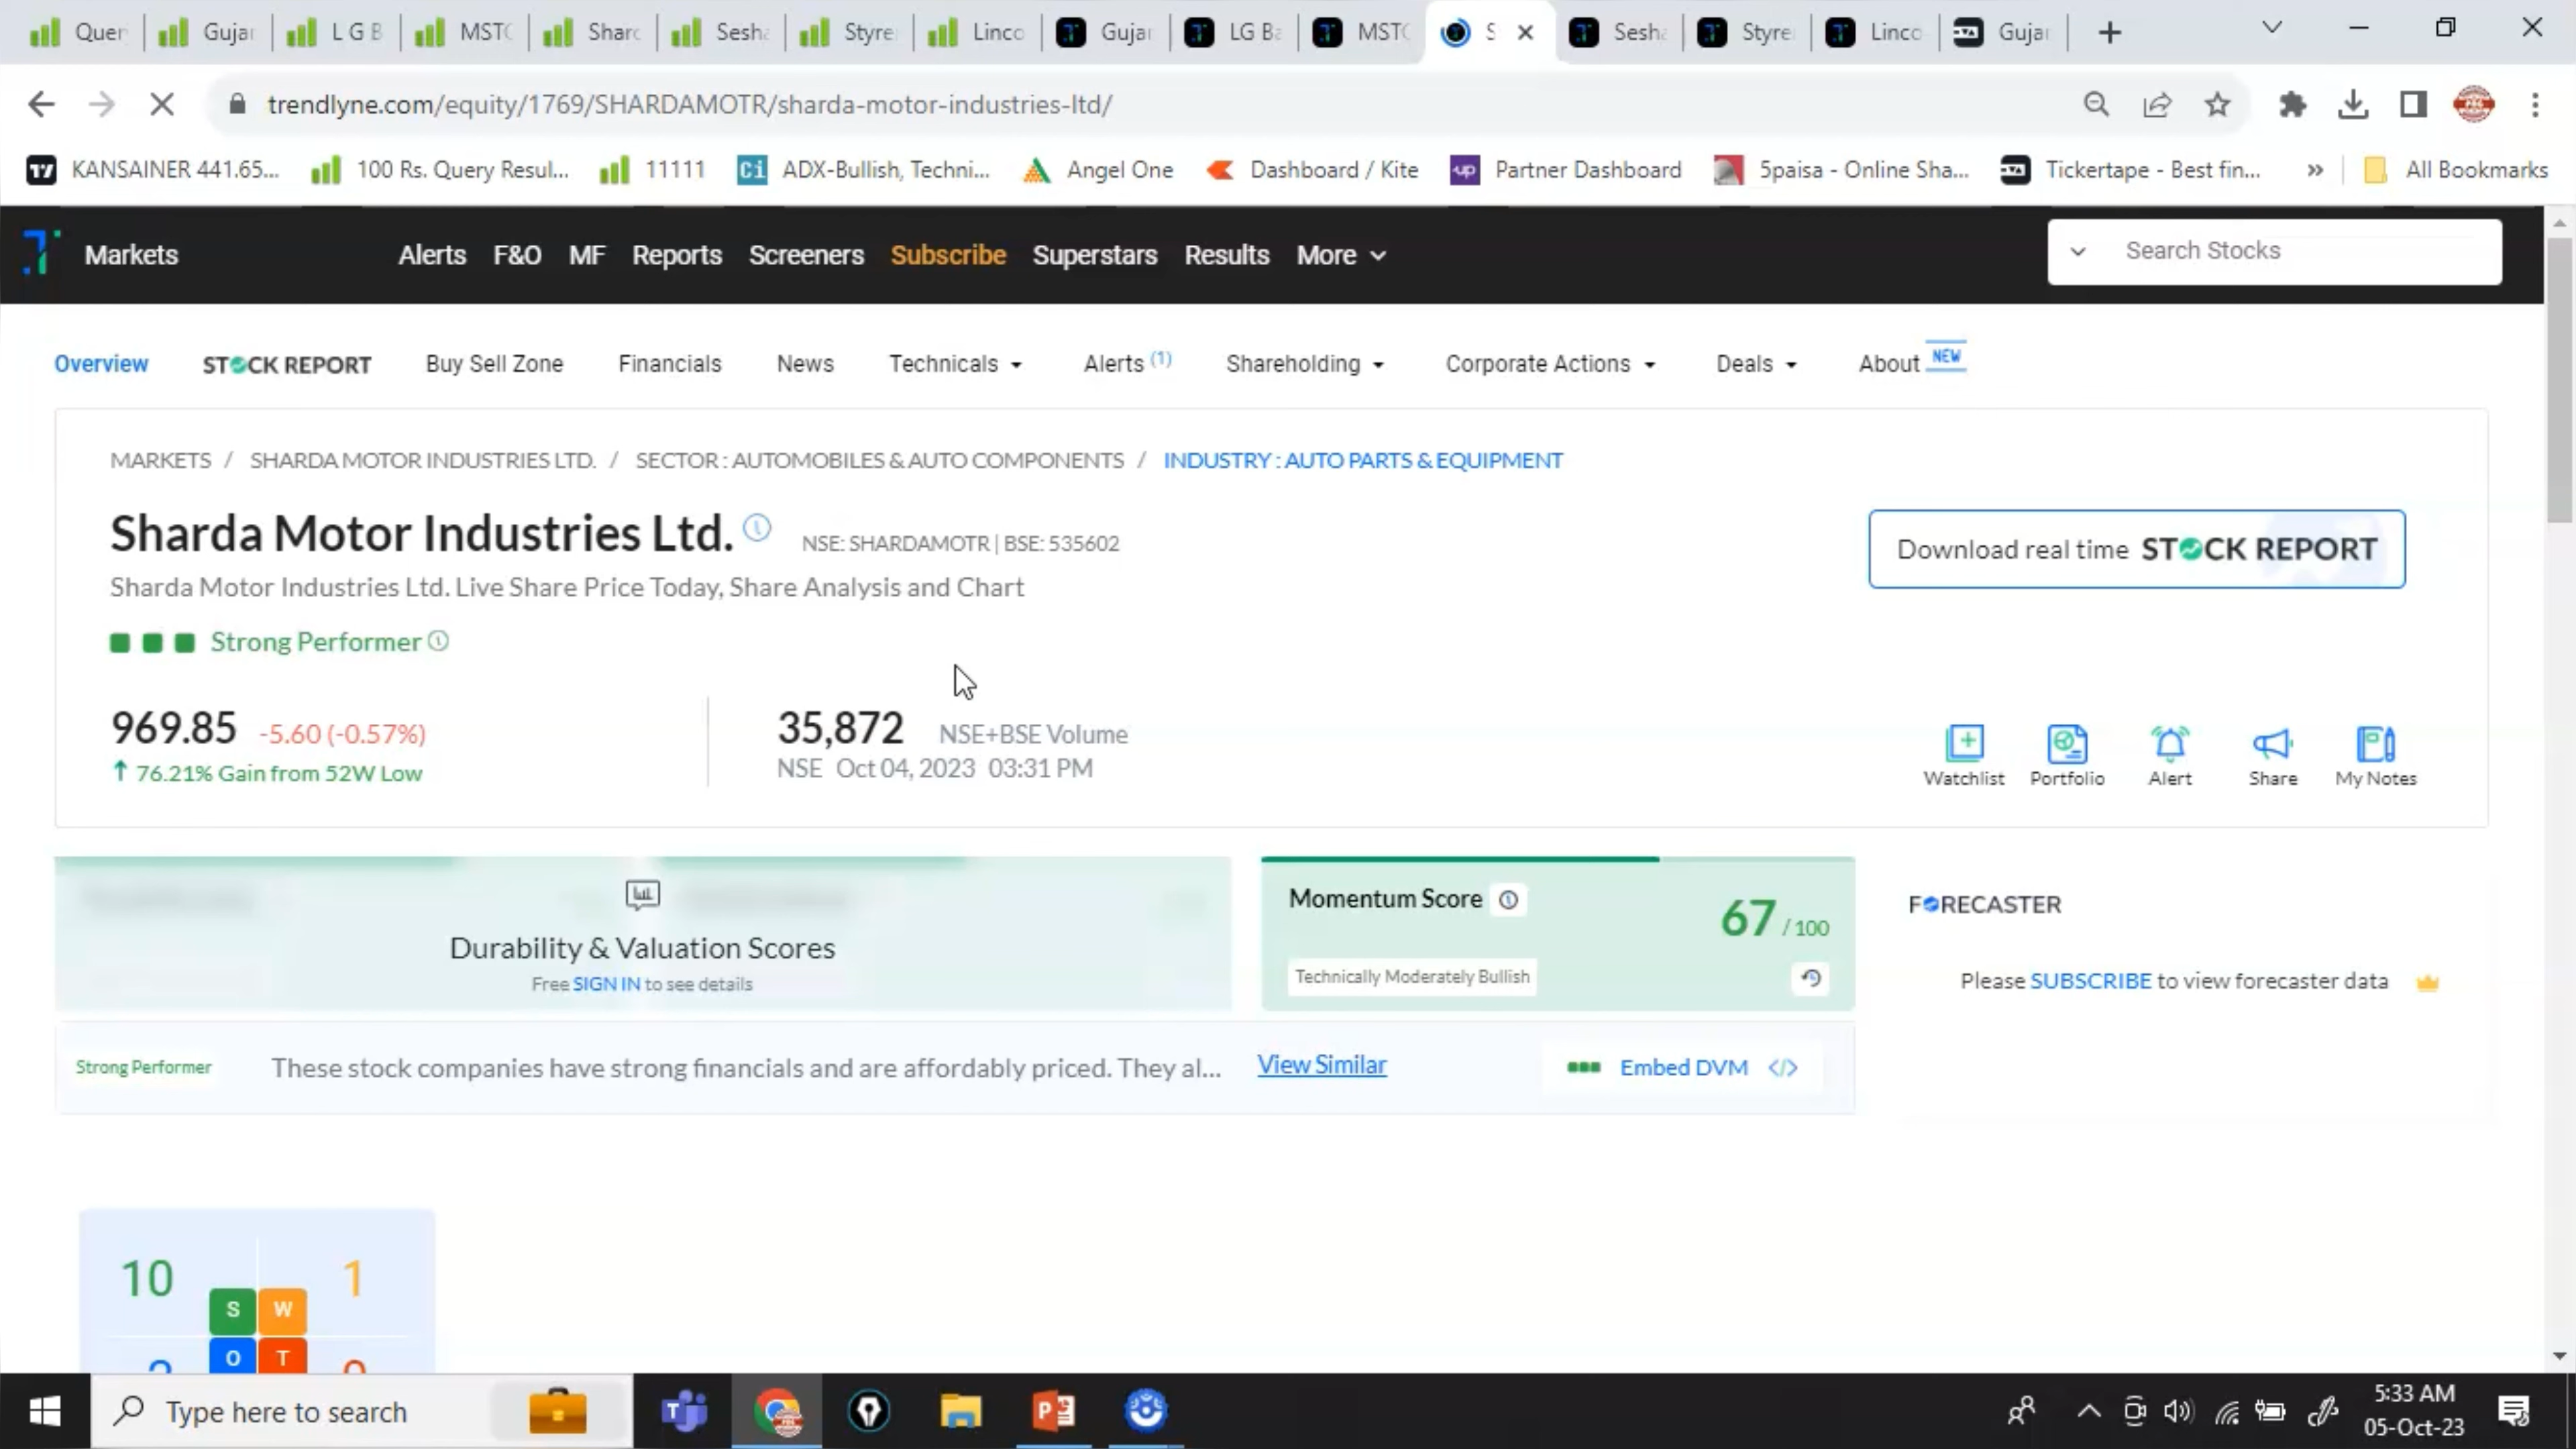 Quer Gujar L G B MSTC Shard Sesha Styre Linco Gujar LG Ba MSTC S Sesha Styre Linco Gujar
trendlyne.com/equity/1769/SHARDAMOTR/sharda-motor-industries-ltd/
KANSAINER 441.65... 100 Rs. Query Resul... 11111 Ci ADX-Bullish, Techni... Angel One Dashboard / Kite up Partner Dashboard 5paisa - Online Sha... Tickertape - Best fin... » All Bookmarks
Markets Alerts F&O MF Reports Screeners Subscribe Superstars Results More Search Stocks
Overview STOCK REPORT Buy Sell Zone Financials News Technicals Alerts (1) Shareholding Corporate Actions Deals About NEW
MARKETS / SHARDA MOTOR INDUSTRIES LTD. / SECTOR : AUTOMOBILES & AUTO COMPONENTS / INDUSTRY : AUTO PARTS & EQUIPMENT
Sharda Motor Industries Ltd. NSE: SHARDAMOTR | BSE: 535602
Download real time STOCK REPORT
Sharda Motor Industries Ltd. Live Share Price Today, Share Analysis and Chart
Strong Performer
969.85 -5.60 (-0.57%) 35,872 NSE+BSE Volume
76.21% Gain from 52W Low NSE Oct 04, 2023 03:31 PM
Watchlist Portfolio Alert Share My Notes
Momentum Score 67 / 100
FORECASTER
Durability & Valuation Scores
Free SIGN IN to see details
Technically Moderately Bullish
Please SUBSCRIBE to view forecaster data
Strong Performer These stock companies have strong financials and are affordably priced. They al... View Similar Embed DVM </>
10 1
S W
O T
Type here to search
5:33 AM
05-Oct-23